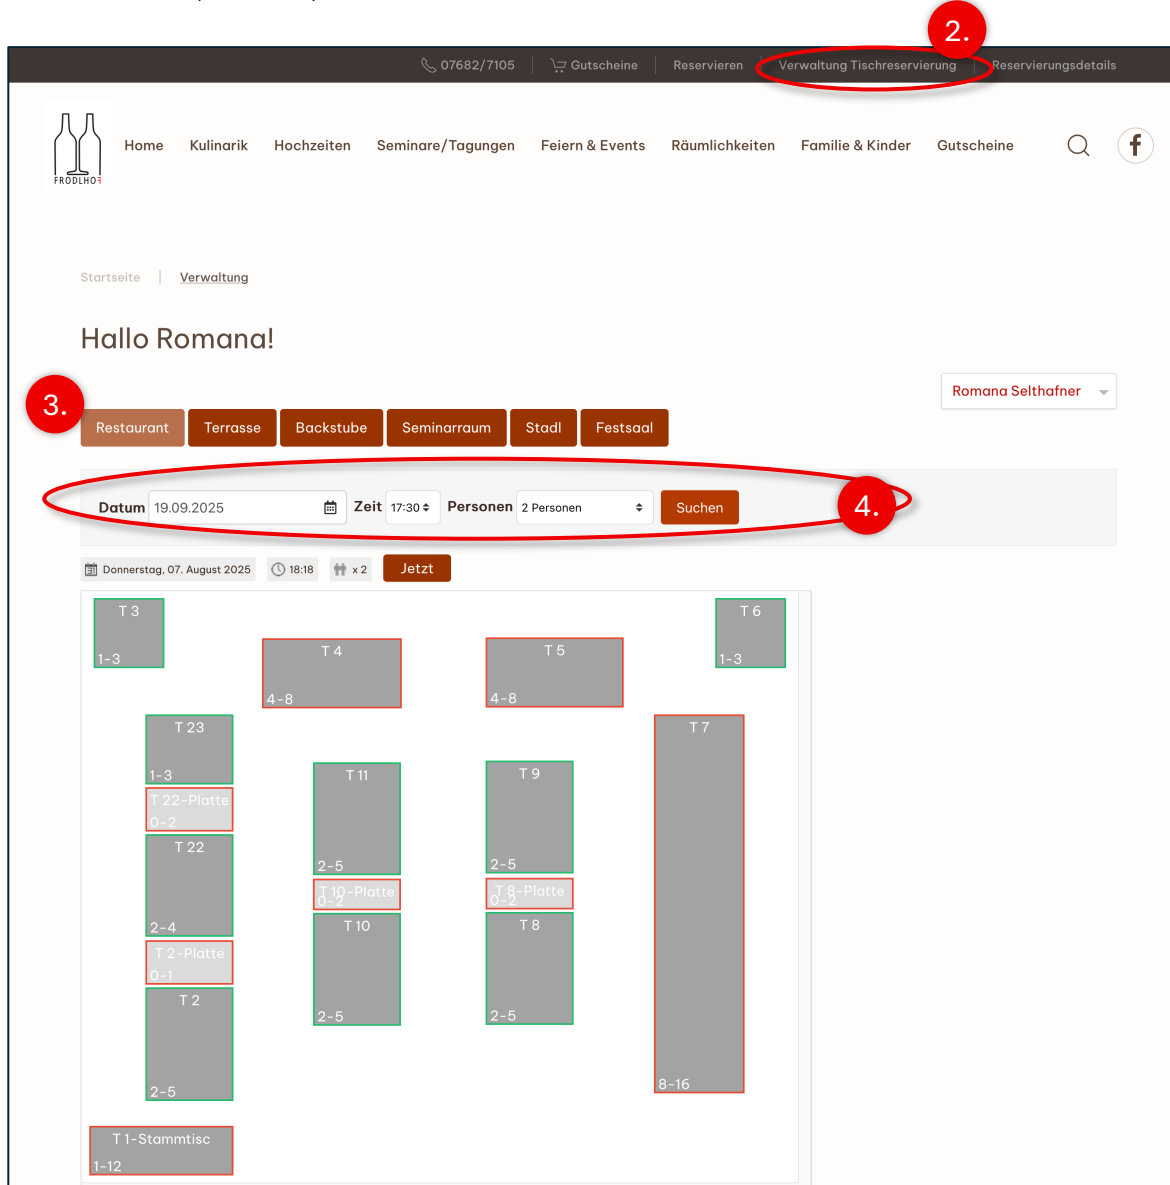 2.
07682/7105 Gutscheine Reservieren Verwaltung Tischreservierung Reservierungsdetails
FRÖDLHOF
Home Kulinarik Hochzeiten Seminare/Tagungen Feiern & Events Räumlichkeiten Familie & Kinder Gutscheine
Startseite Verwaltung
Hallo Romana!
Romana Selthafner
3.
Restaurant Terrasse Backstube Seminarraum Stadl Festsaal
Datum 19.09.2025 Zeit 17:30 Personen 2 Personen Suchen
4.
Donnerstag, 07. August 2025 18:18 x 2 Jetzt
T 3
1-3
T 6
1-3
T 4
4-8
T 5
4-8
T 23
1-3
T 7
8-16
T 11
2-5
T 9
2-5
T 22-Platte
0-2
T 22
2-4
T 10-Platte
0-2
T 8-Platte
0-2
T 10
2-5
T 8
2-5
T 2-Platte
0-1
T 2
2-5
T 1-Stammtisc
1-12